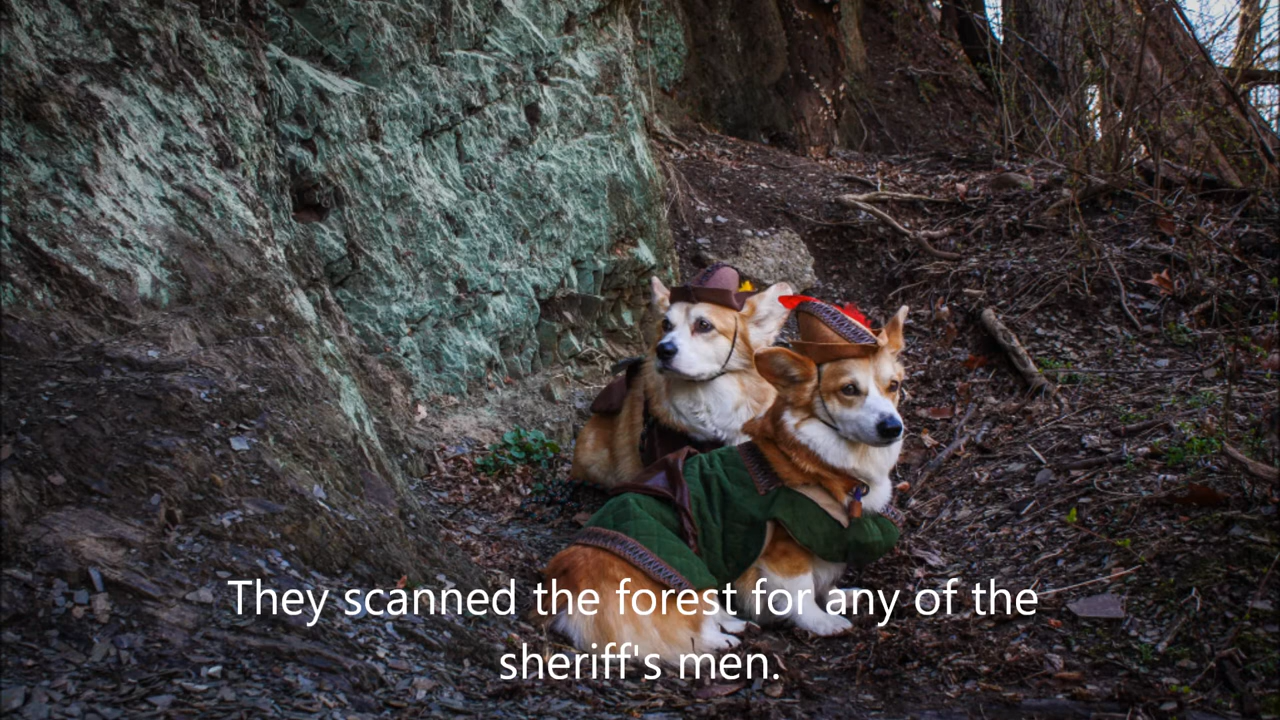 They scanned the forest for any of the
sheriff's men.